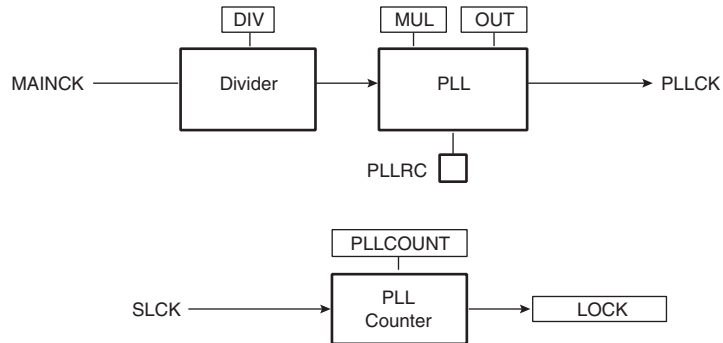 DIV
MUL
OUT
MAINCK
Divider
PLL
PLLCK
PLLRC
PLLCOUNT
SLCK
PLL
Counter
LOCK